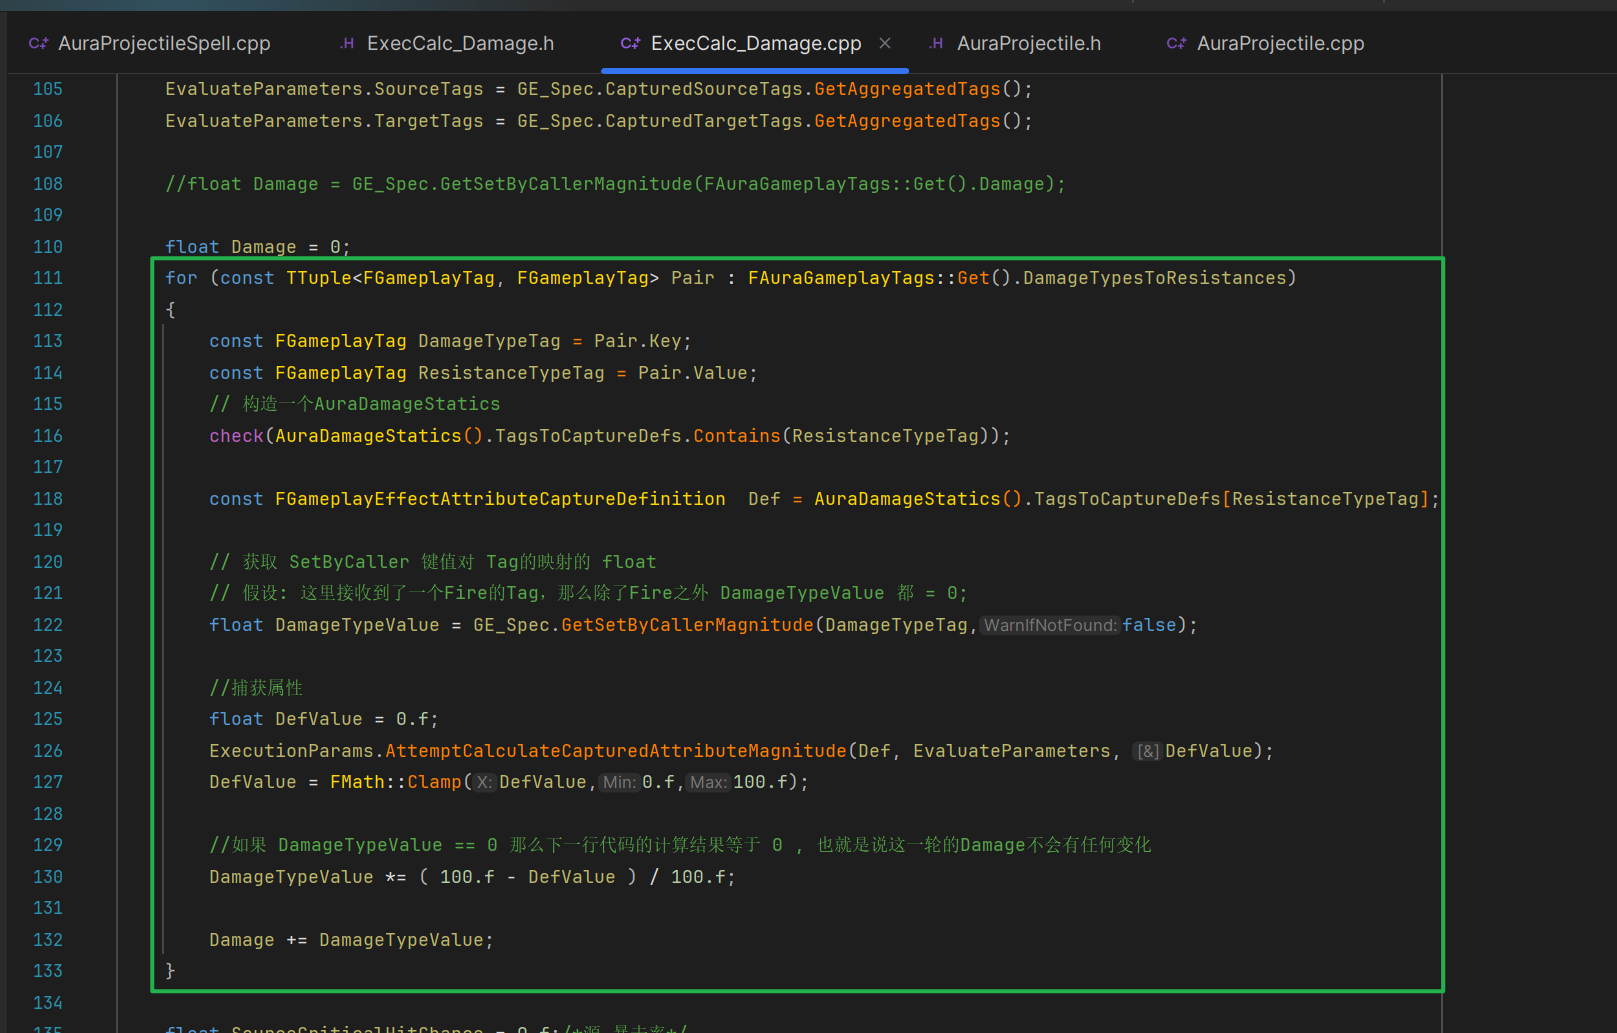 C+ AuraProjectileSpell.cpp .H ExecCalc_Damage.h C+ ExecCalc_Damage.cpp × .H AuraProjectile.h C+ AuraProjectile.cpp
105 EvaluateParameters.SourceTags = GE_Spec.CapturedSourceTags.GetAggregatedTags();
106 EvaluateParameters.TargetTags = GE_Spec.CapturedTargetTags.GetAggregatedTags();
107
108 //float Damage = GE_Spec.GetSetByCallerMagnitude(FAuraGameplayTags::Get().Damage);
109
110 float Damage = 0;
111 for (const TTuple<FGameplayTag, FGameplayTag> Pair : FAuraGameplayTags::Get().DamageTypesToResistances)
112 {
113 const FGameplayTag DamageTypeTag = Pair.Key;
114 const FGameplayTag ResistanceTypeTag = Pair.Value;
115 // 构造一个AuraDamageStatics
116 check(AuraDamageStatics().TagsToCaptureDefs.Contains(ResistanceTypeTag));
117
118 const FGameplayEffectAttributeCaptureDefinition Def = AuraDamageStatics().TagsToCaptureDefs[ResistanceTypeTag];
119
120 // 获取 SetByCaller 键值对 Tag的映射的 float
121 // 假设: 这里接收到了一个Fire的Tag，那么除了Fire之外 DamageTypeValue 都 = 0;
122 float DamageTypeValue = GE_Spec.GetSetByCallerMagnitude(DamageTypeTag, WarnIfNotFound: false);
123
124 //捕获属性
125 float DefValue = 0.f;
126 ExecutionParams.AttemptCalculateCapturedAttributeMagnitude(Def, EvaluateParameters, [&] DefValue);
127 DefValue = FMath::Clamp( X: DefValue, Min: 0.f, Max: 100.f);
128
129 //如果 DamageTypeValue == 0 那么下一行代码的计算结果等于 0 , 也就是说这一轮的Damage不会有任何变化
130 DamageTypeValue *= ( 100.f - DefValue ) / 100.f;
131
132 Damage += DamageTypeValue;
133 }
134
135 float SourceCriticalHitChance = 0.f;/*源 暴击率*/